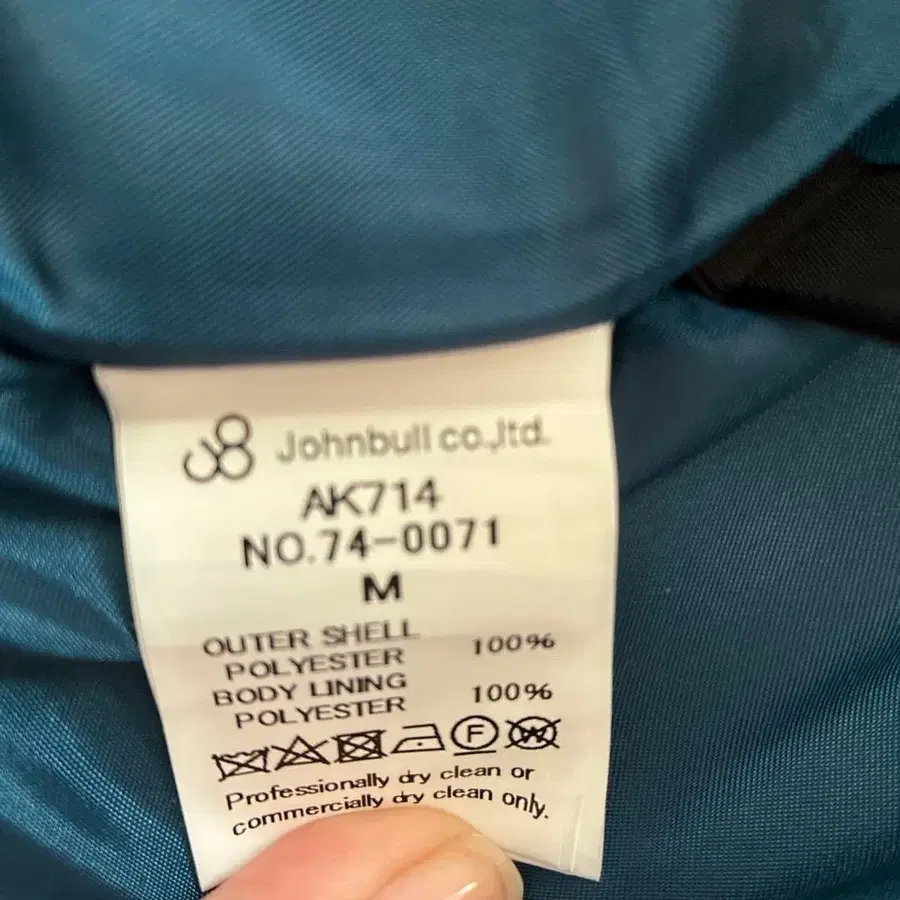 Johnbull co.,ltd.
AK714
NO.74-0071
M
OUTER SHELL
POLYESTER 100%
BODY LINING
POLYESTER 100%
F W
Professionally dry clean or
commercially dry clean only.